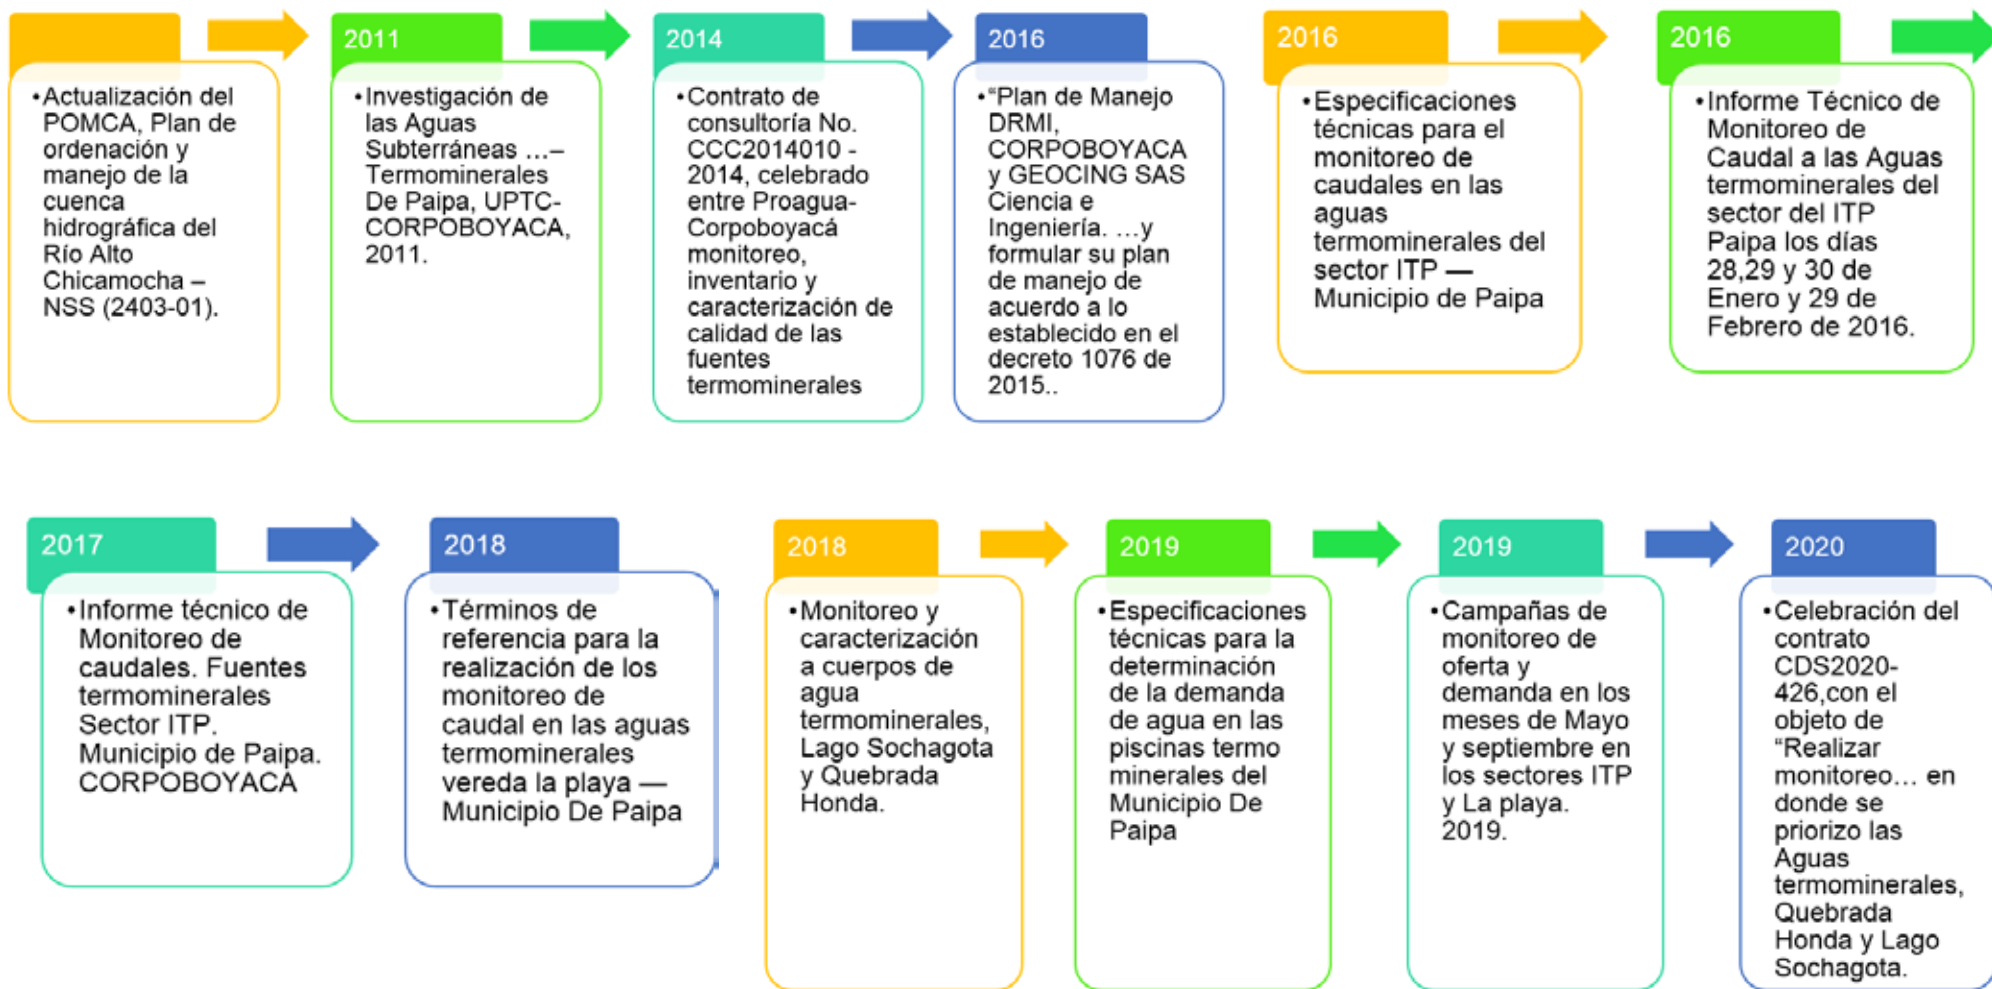 •Actualización del
POMCA, Plan de
ordenación y
manejo de la
cuenca
hidrográfica del
Río Alto
Chicamocha –
NSS (2403-01).
2011
•Investigación de
las Aguas
Subterráneas ...–
Termominerales
De Paipa, UPTC-
CORPOBOYACA,
2011.
2014
•Contrato de
consultoría No.
CCC2014010 -
2014, celebrado
entre Proagua-
Corpoboyacá
monitoreo,
inventario y
caracterización de
calidad de las
fuentes
termominerales
2016
•“Plan de Manejo
DRMI,
CORPOBOYACA
y GEOCING SAS
Ciencia e
Ingeniería. ...y
formular su plan
de manejo de
acuerdo a lo
establecido en el
decreto 1076 de
2015..
2016
•Especificaciones
técnicas para el
monitoreo de
caudales en las
aguas
termominerales del
sector ITP —
Municipio de Paipa
2016
•Informe Técnico de
Monitoreo de
Caudal a las Aguas
termominerales del
sector del ITP
Paipa los días
28,29 y 30 de
Enero y 29 de
Febrero de 2016.
2017
•Informe técnico de
Monitoreo de
caudales. Fuentes
termominerales
Sector ITP.
Municipio de Paipa.
CORPOBOYACA
2018
•Términos de
referencia para la
realización de los
monitoreo de
caudal en las aguas
termominerales
vereda la playa —
Municipio De Paipa
2018
•Monitoreo y
caracterización
a cuerpos de
agua
termominerales,
Lago Sochagota
y Quebrada
Honda.
2019
•Especificaciones
técnicas para la
determinación
de la demanda
de agua en las
piscinas termo
minerales del
Municipio De
Paipa
2019
•Campañas de
monitoreo de
oferta y
demanda en los
meses de Mayo
y septiembre en
los sectores ITP
y La playa.
2019.
2020
•Celebración del
contrato
CDS2020-
426,con el
objeto de
“Realizar
monitoreo... en
donde se
priorizo las
Aguas
termominerales,
Quebrada
Honda y Lago
Sochagota.